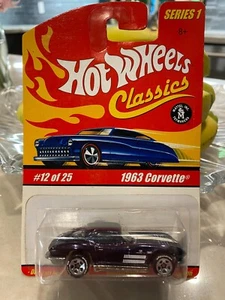 SERIES 1
HOT WHEELS
Classics
#12 of 25
1963 Corvette®